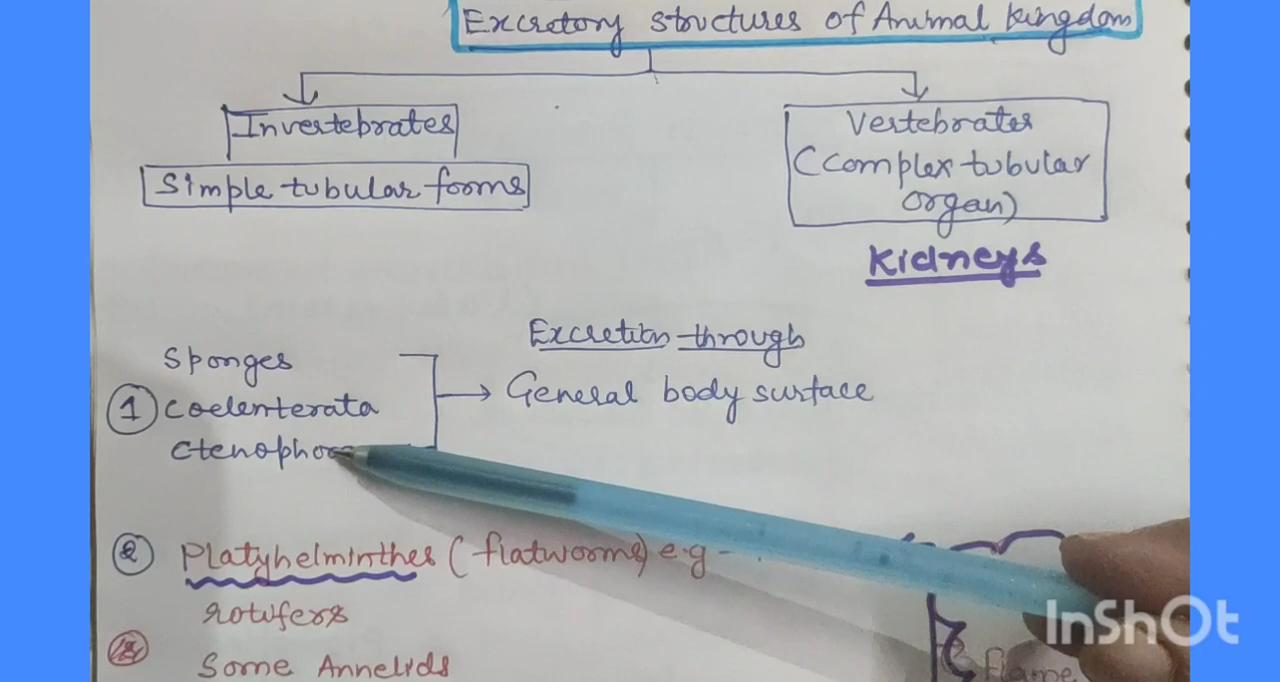 Excretory structures of Animal kingdom
Invertebrates
Simple tubular forms
Vertebrates
(complex tubular
organ)
Kidneys
Excretion through
Sponges
1 Coelenterata
General body surface
2 Platyhelminthes (flatworms) e.g -
rotifers
Some Annelids
flame
InShOt